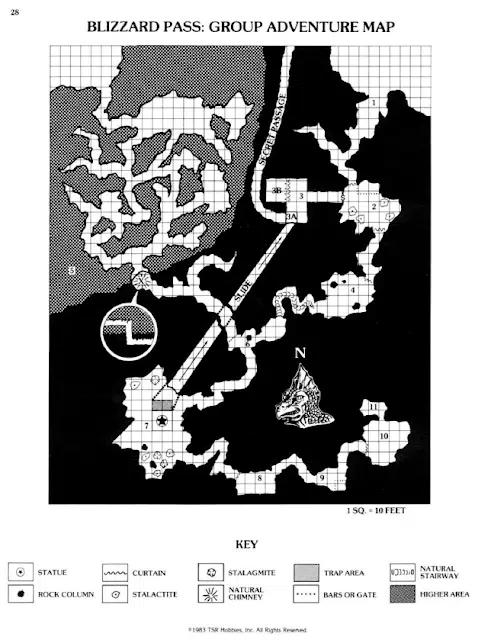 28
BLIZZARD PASS: GROUP ADVENTURE MAP
1
SECRET PASSAGE
3B
3
2
3A
5
SLIDE
4
6
N
7
11
10
8
9
1 SQ. = 10 FEET
KEY
STATUE
CURTAIN
STALAGMITE
TRAP AREA
NATURAL
STAIRWAY
ROCK COLUMN
STALACTITE
NATURAL
CHIMNEY
BARS OR GATE
HIGHER AREA
©1983 TSR Hobbies, Inc. All Rights Reserved.